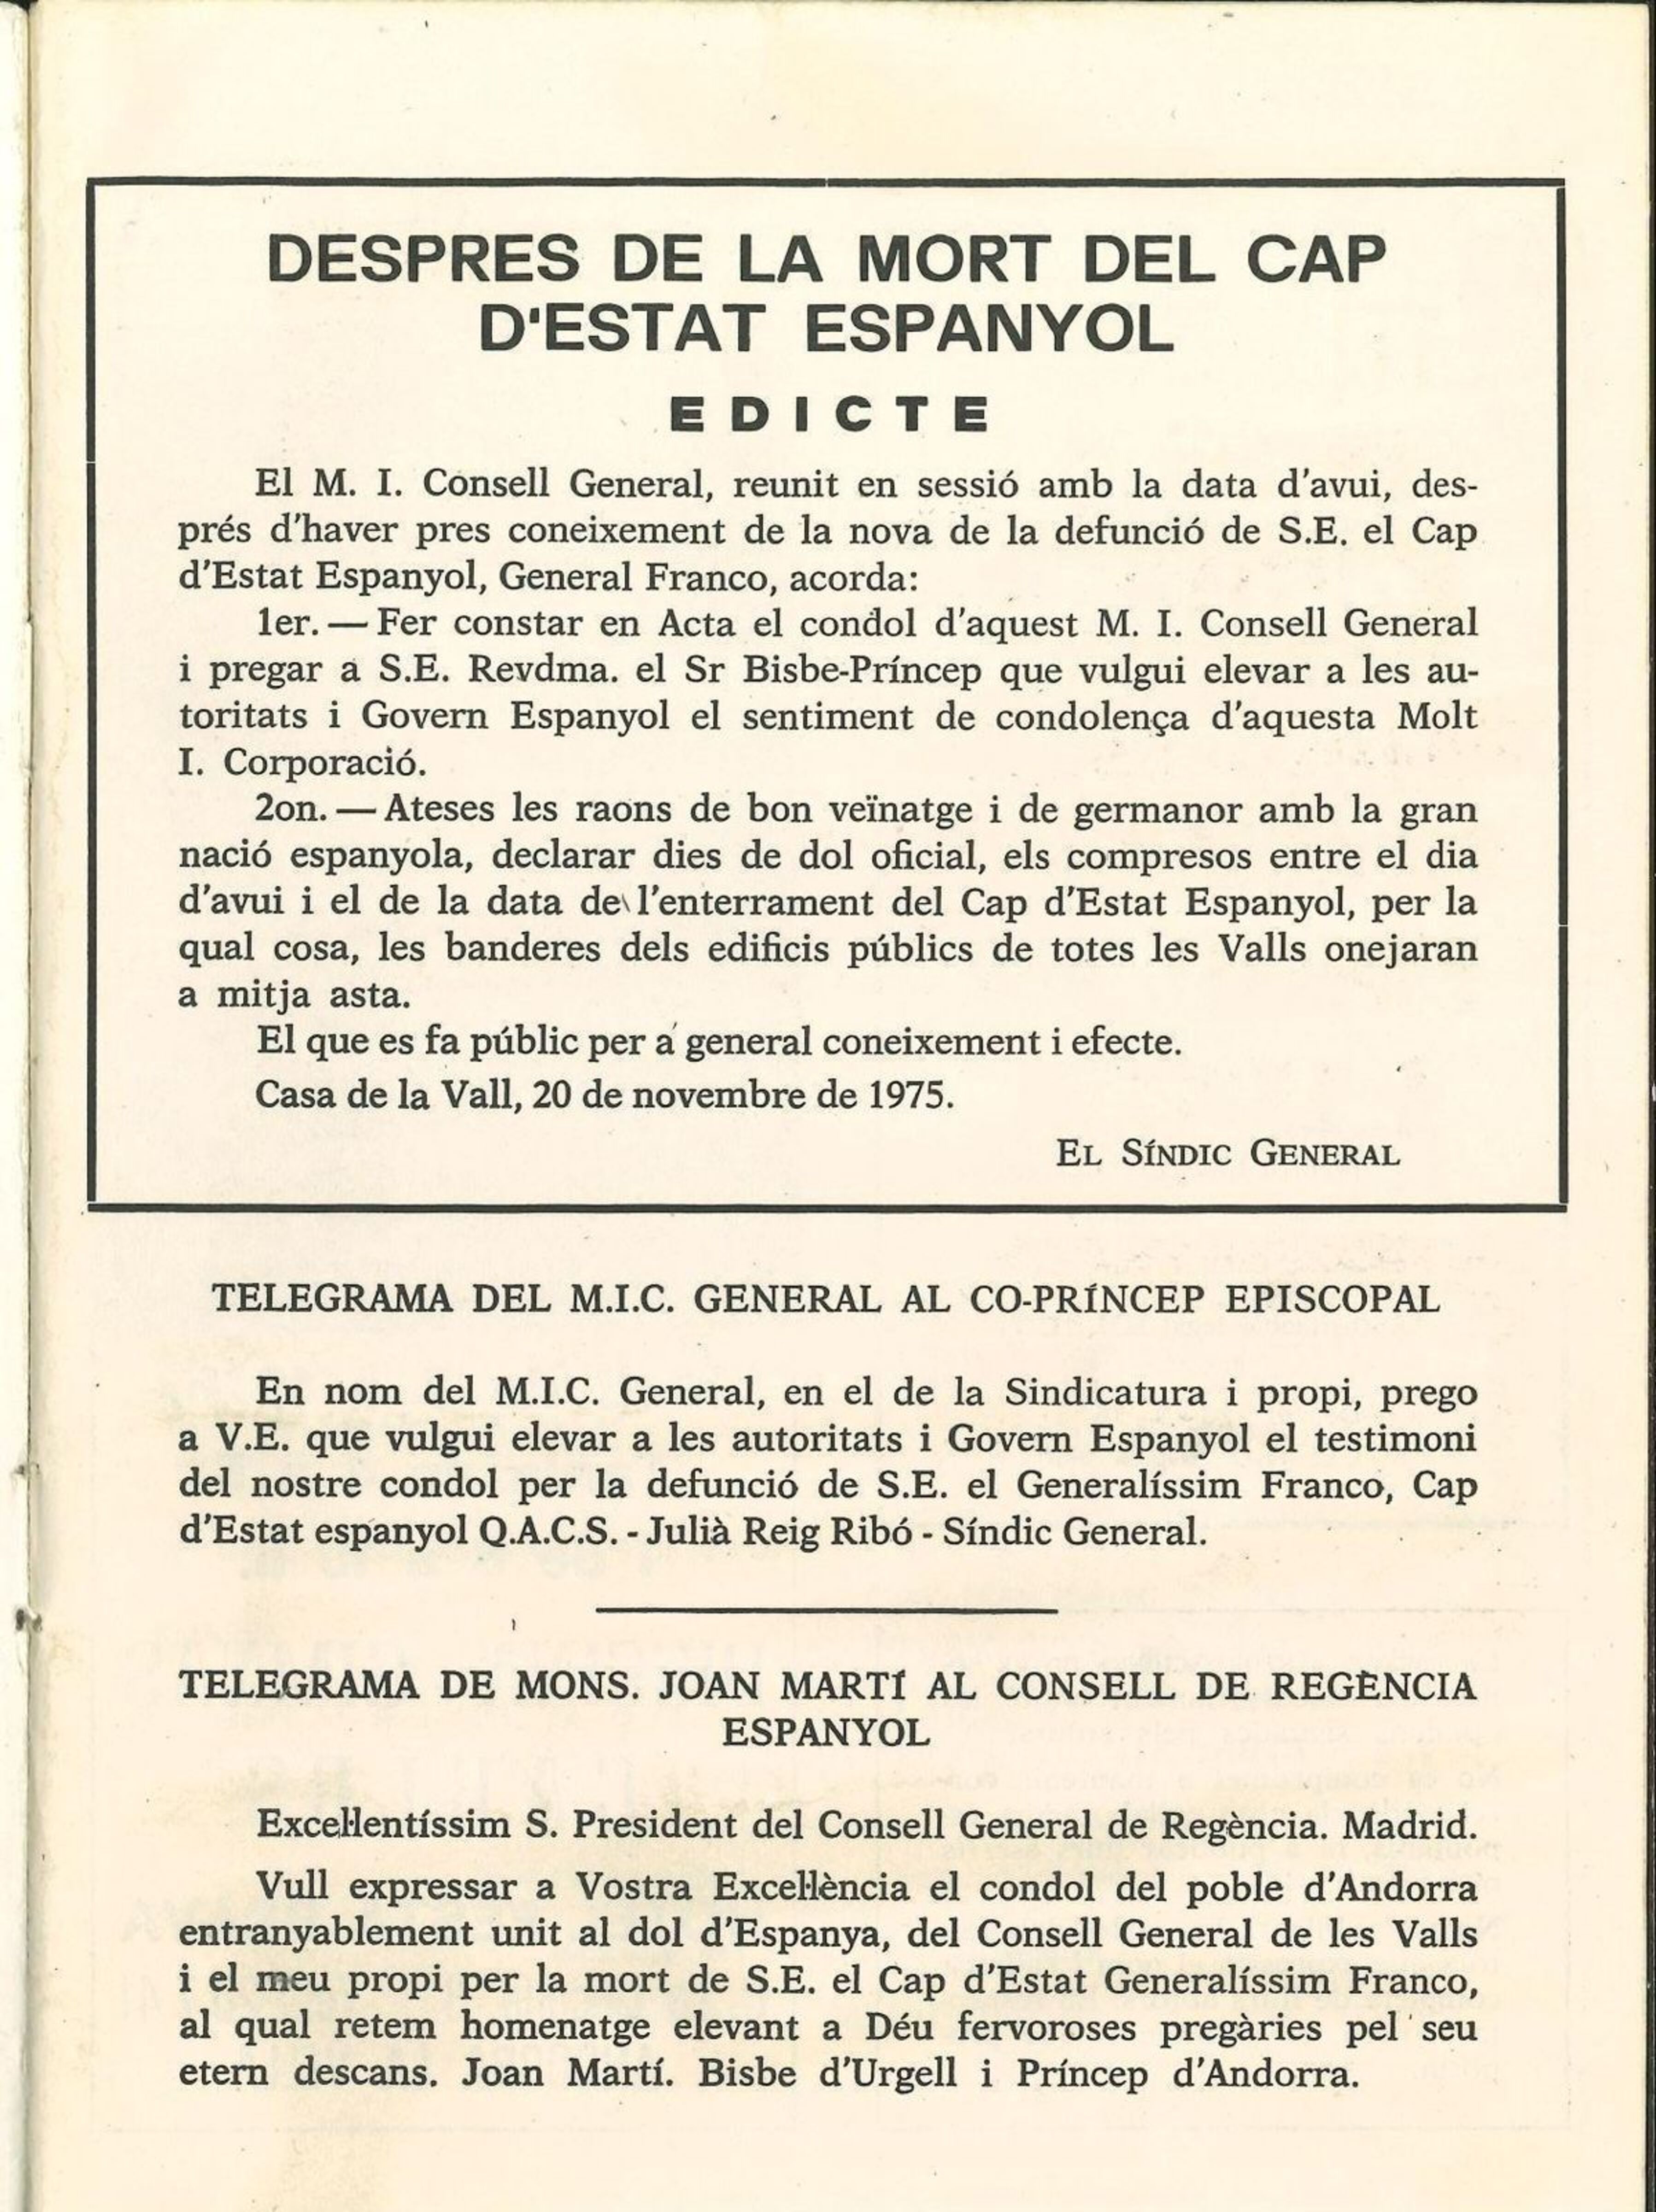 DESPRES DE LA MORT DEL CAP
D'ESTAT ESPANYOL
EDICTE
El M. I. Consell General, reunit en sessió amb la data d'avui, des-
prés d'haver pres coneixement de la nova de la defunció de S.E. el Cap
d'Estat Espanyol, General Franco, acorda:
1er. — Fer constar en Acta el condol d'aquest M. I. Consell General
i pregar a S.E. Revdma. el Sr Bisbe-Príncep que vulgui elevar a les au-
toritats i Govern Espanyol el sentiment de condolença d'aquesta Molt
I. Corporació.
2on. — Ateses les raons de bon veïnatge i de germanor amb la gran
nació espanyola, declarar dies de dol oficial, els compresos entre el dia
d'avui i el de la data de l'enterrament del Cap d'Estat Espanyol, per la
qual cosa, les banderes dels edificis públics de totes les Valls onejaran
a mitja asta.
El que es fa públic per a general coneixement i efecte.
Casa de la Vall, 20 de novembre de 1975.
EL SÍNDIC GENERAL
TELEGRAMA DEL M.I.C. GENERAL AL CO-PRÍNCEP EPISCOPAL
En nom del M.I.C. General, en el de la Sindicatura i propi, prego
a V.E. que vulgui elevar a les autoritats i Govern Espanyol el testimoni
del nostre condol per la defunció de S.E. el Generalíssim Franco, Cap
d'Estat espanyol Q.A.C.S. - Julià Reig Ribó - Síndic General.
TELEGRAMA DE MONS. JOAN MARTÍ AL CONSELL DE REGÈNCIA
ESPANYOL
Excel·lentíssim S. President del Consell General de Regència. Madrid.
Vull expressar a Vostra Excel·lència el condol del poble d'Andorra
entranyablement unit al dol d'Espanya, del Consell General de les Valls
i el meu propi per la mort de S.E. el Cap d'Estat Generalíssim Franco,
al qual retem homenatge elevant a Déu fervoroses pregàries pel seu
etern descans. Joan Martí. Bisbe d'Urgell i Príncep d'Andorra.